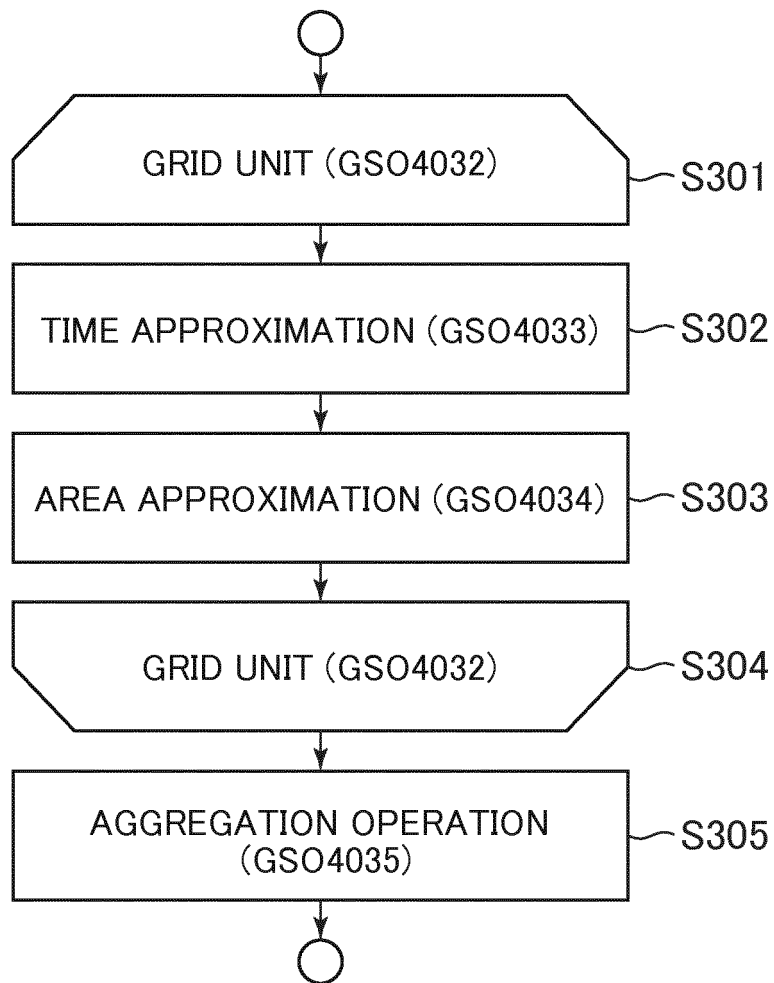 GRID UNIT (GSO4032)
S301
TIME APPROXIMATION (GSO4033)
S302
AREA APPROXIMATION (GSO4034)
S303
GRID UNIT (GSO4032)
S304
AGGREGATION OPERATION
(GSO4035)
S305